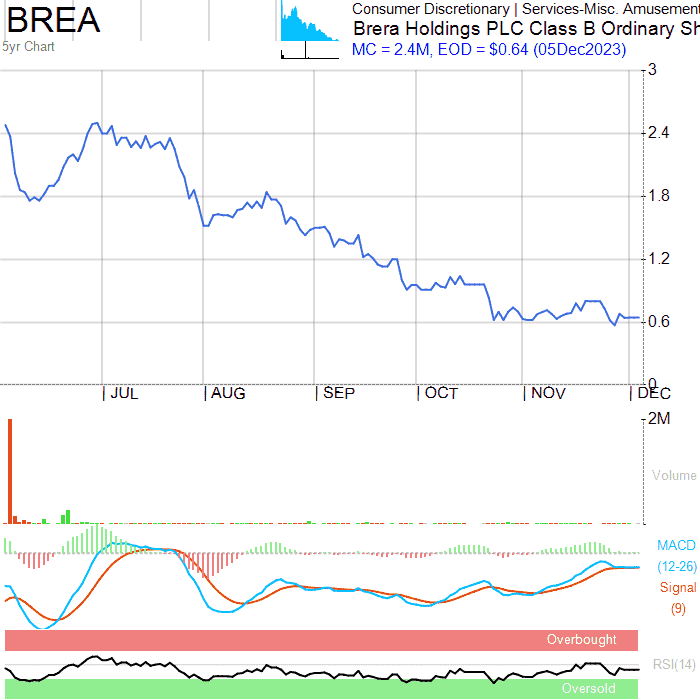 BREA
5yr Chart
Consumer Discretionary | Services-Misc. Amusement
Brera Holdings PLC Class B Ordinary Sh
MC = 2.4M, EOD = $0.64 (05Dec2023)
3
2.4
1.8
1.2
0.6
0
| JUL | AUG | SEP | OCT | NOV | DEC
2M
Volume
MACD
(12-26)
Signal
(9)
Overbought
RSI(14)
Oversold